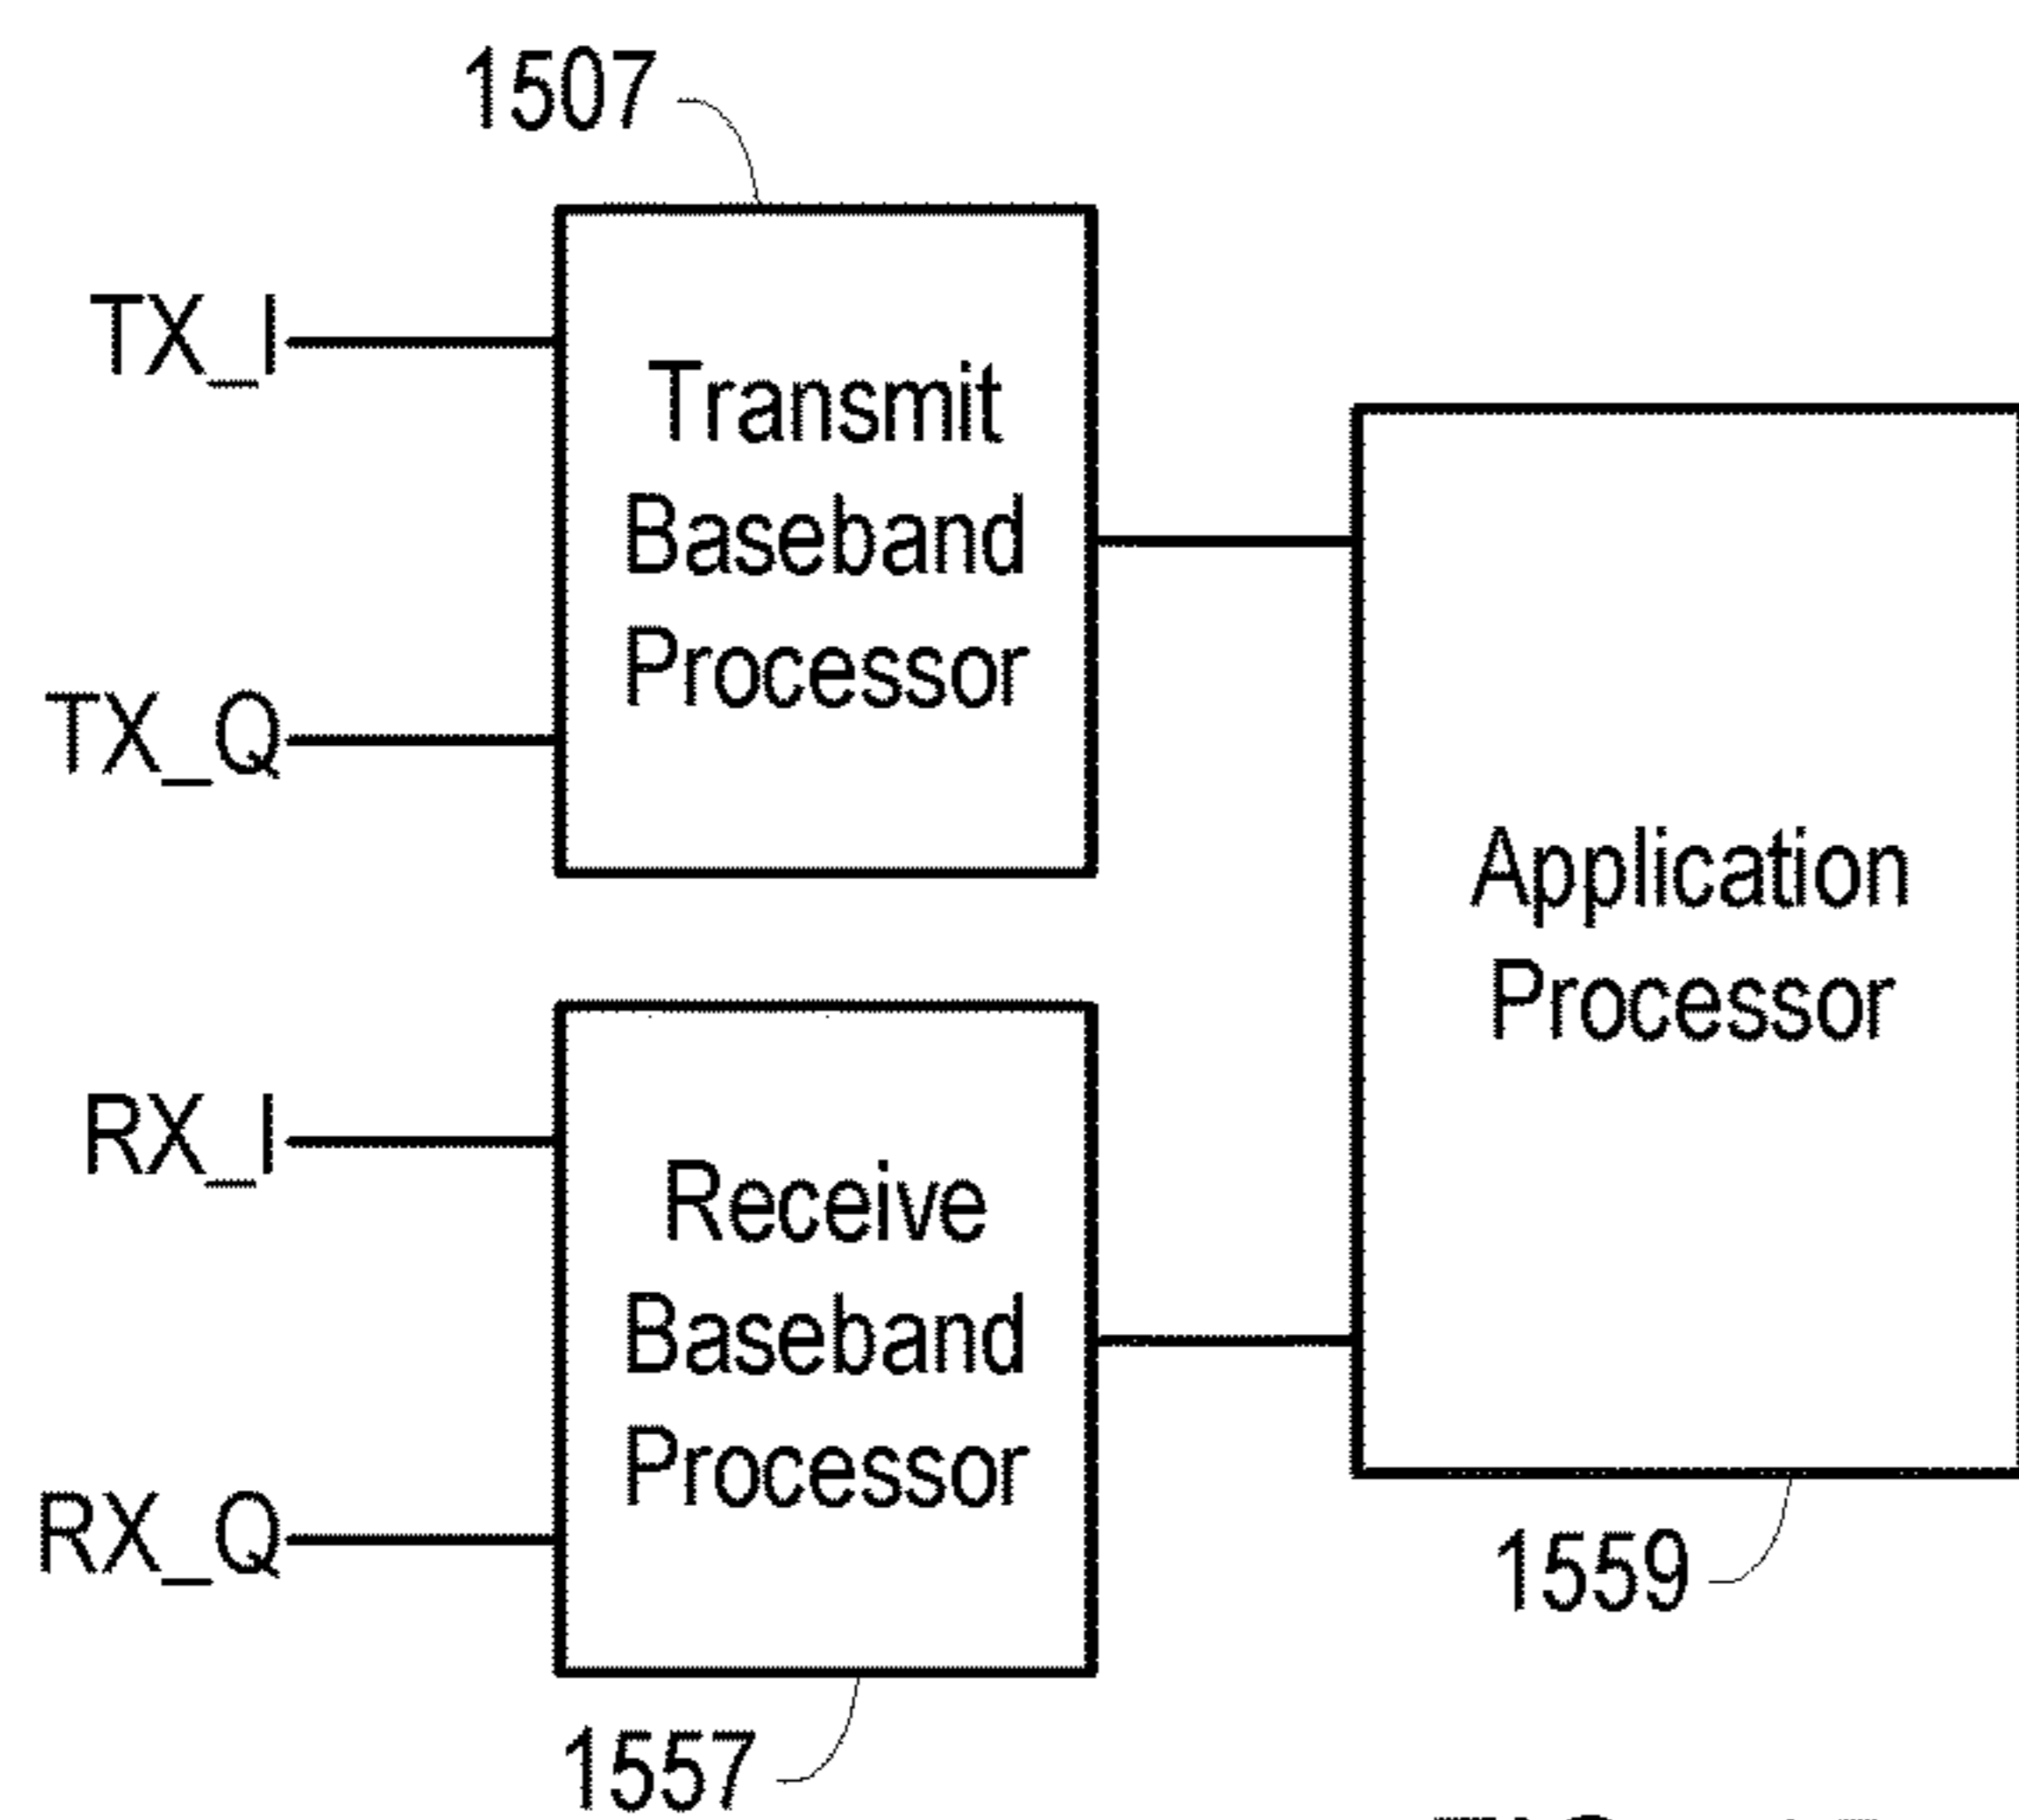 1507
TX_I
Transmit
Baseband
Processor
TX_Q
Application
Processor
RX_I
Receive
Baseband
Processor
RX_Q
1559
1557